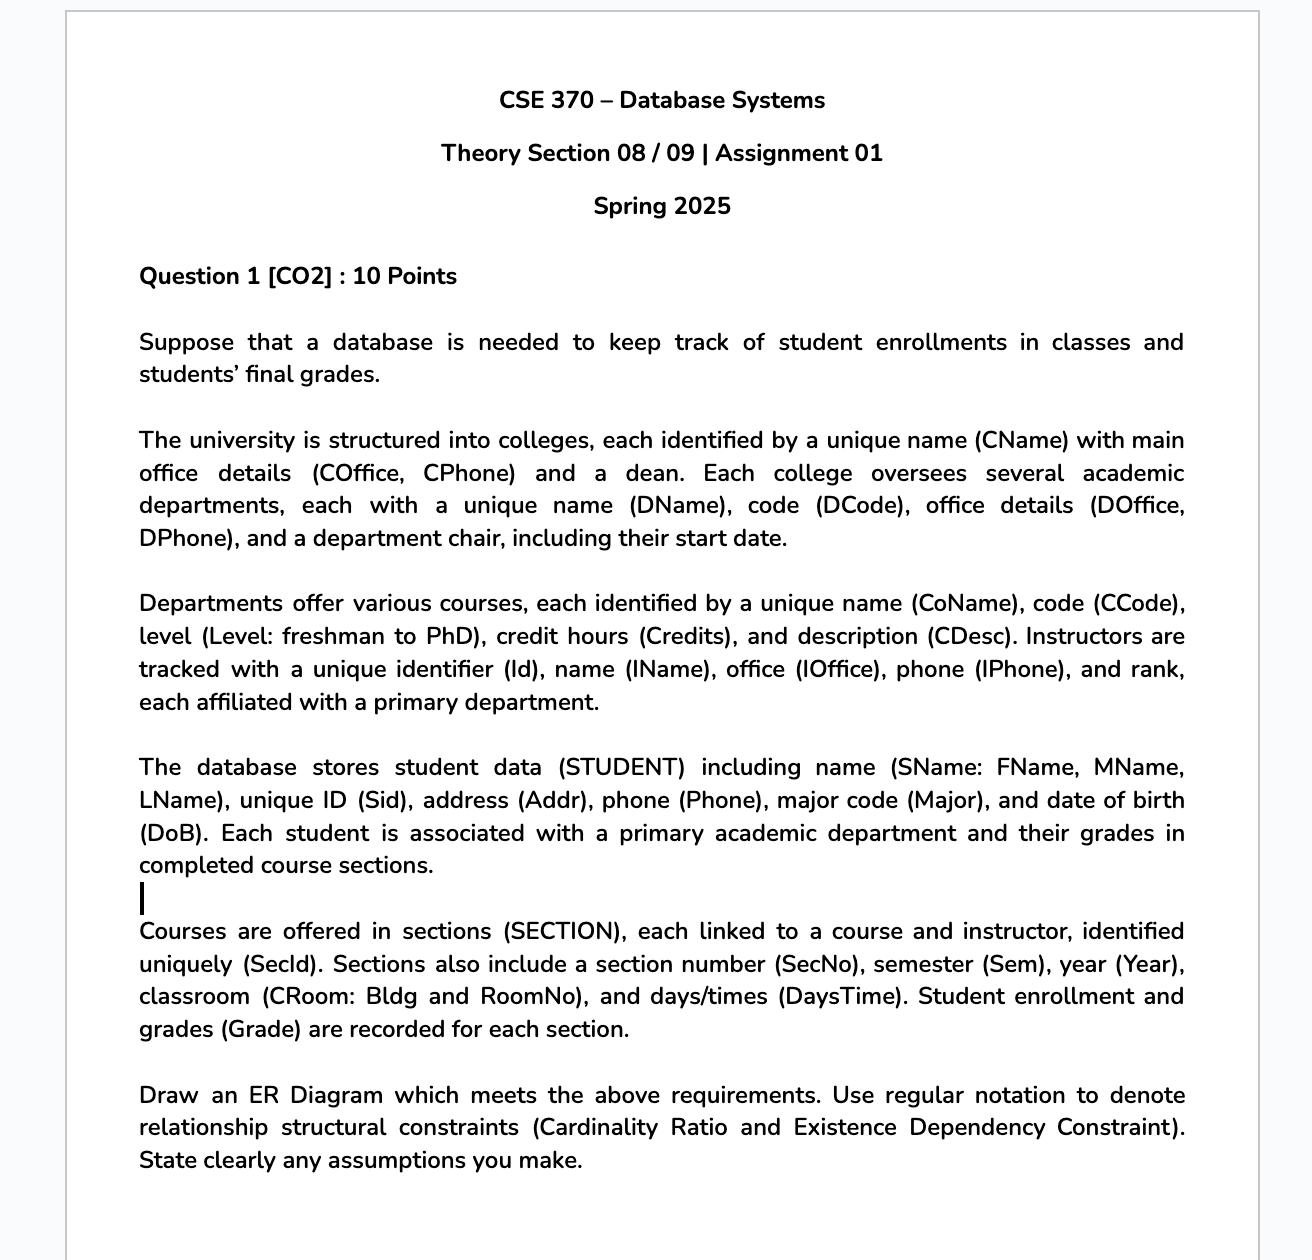 CSE 370 – Database Systems
Theory Section 08 / 09 | Assignment 01
Spring 2025
Question 1 [CO2] : 10 Points
Suppose that a database is needed to keep track of student enrollments in classes and
students’ final grades.
The university is structured into colleges, each identified by a unique name (CName) with main
office details (COffice, CPhone) and a dean. Each college oversees several academic
departments, each with a unique name (DName), code (DCode), office details (DOffice,
DPhone), and a department chair, including their start date.
Departments offer various courses, each identified by a unique name (CoName), code (CCode),
level (Level: freshman to PhD), credit hours (Credits), and description (CDesc). Instructors are
tracked with a unique identifier (Id), name (IName), office (IOffice), phone (IPhone), and rank,
each affiliated with a primary department.
The database stores student data (STUDENT) including name (SName: FName, MName,
LName), unique ID (Sid), address (Addr), phone (Phone), major code (Major), and date of birth
(DoB). Each student is associated with a primary academic department and their grades in
completed course sections.
Courses are offered in sections (SECTION), each linked to a course and instructor, identified
uniquely (SecId). Sections also include a section number (SecNo), semester (Sem), year (Year),
classroom (CRoom: Bldg and RoomNo), and days/times (DaysTime). Student enrollment and
grades (Grade) are recorded for each section.
Draw an ER Diagram which meets the above requirements. Use regular notation to denote
relationship structural constraints (Cardinality Ratio and Existence Dependency Constraint).
State clearly any assumptions you make.